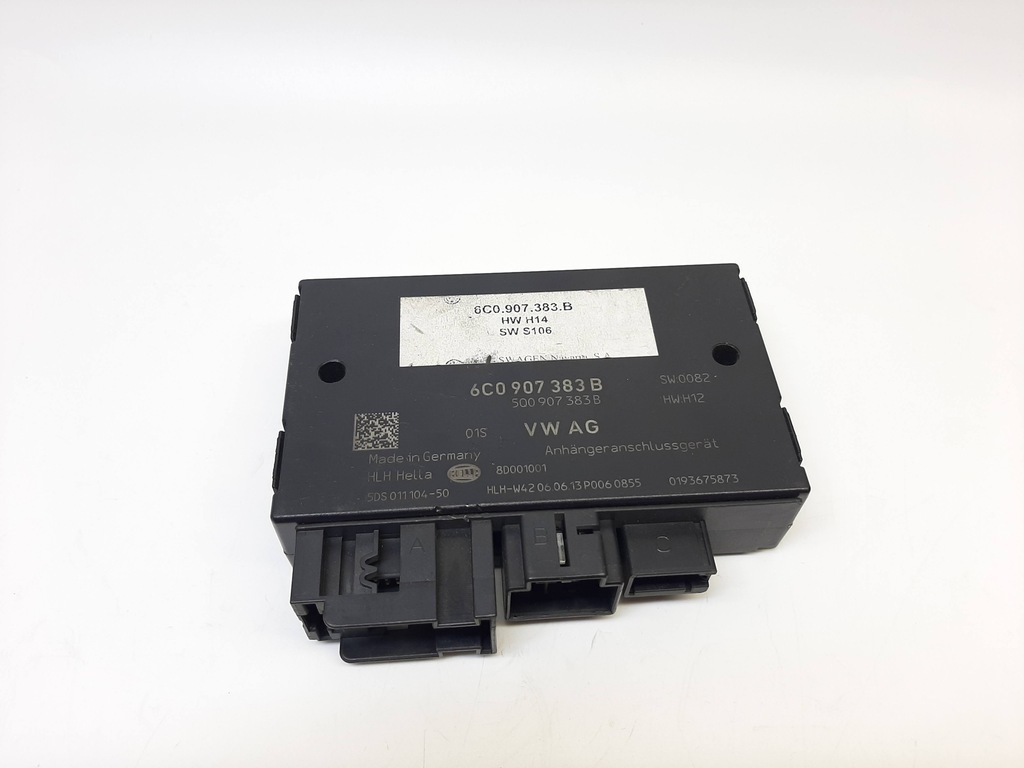 6C0.907.383.B
HW H14
SW S106
6C0 907 383 B
SW.0082
5Q0 907 383 B
HW.H12
01S
VW AG
Anhängeranschlussgerät
Made in Germany
HLH Hella
8D001001
5DS 011 104-50
HLH-W42 06.06.13 P006 0855
0193675873
A
B
C